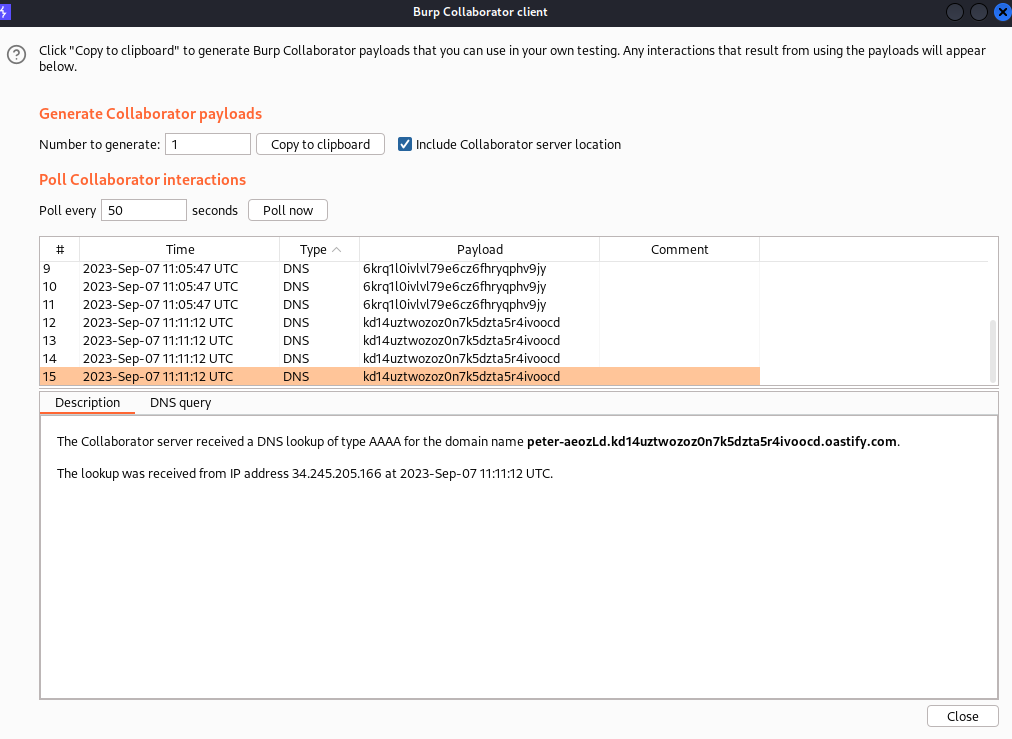 Burp Collaborator client
Click "Copy to clipboard" to generate Burp Collaborator payloads that you can use in your own testing. Any interactions that result from using the payloads will appear
below.
Generate Collaborator payloads
Number to generate: 1 Copy to clipboard Include Collaborator server location
Poll Collaborator interactions
Poll every 50 seconds Poll now
# Time Type Payload Comment
9 2023-Sep-07 11:05:47 UTC DNS 6krq1l0ivlvl79e6cz6fhryqphv9jy
10 2023-Sep-07 11:05:47 UTC DNS 6krq1l0ivlvl79e6cz6fhryqphv9jy
11 2023-Sep-07 11:05:47 UTC DNS 6krq1l0ivlvl79e6cz6fhryqphv9jy
12 2023-Sep-07 11:11:12 UTC DNS kd14uztwozoz0n7k5dzta5r4ivoocd
13 2023-Sep-07 11:11:12 UTC DNS kd14uztwozoz0n7k5dzta5r4ivoocd
14 2023-Sep-07 11:11:12 UTC DNS kd14uztwozoz0n7k5dzta5r4ivoocd
15 2023-Sep-07 11:11:12 UTC DNS kd14uztwozoz0n7k5dzta5r4ivoocd
Description DNS query
The Collaborator server received a DNS lookup of type AAAA for the domain name peter-aeozLd.kd14uztwozoz0n7k5dzta5r4ivoocd.oastify.com.
The lookup was received from IP address 34.245.205.166 at 2023-Sep-07 11:11:12 UTC.
Close